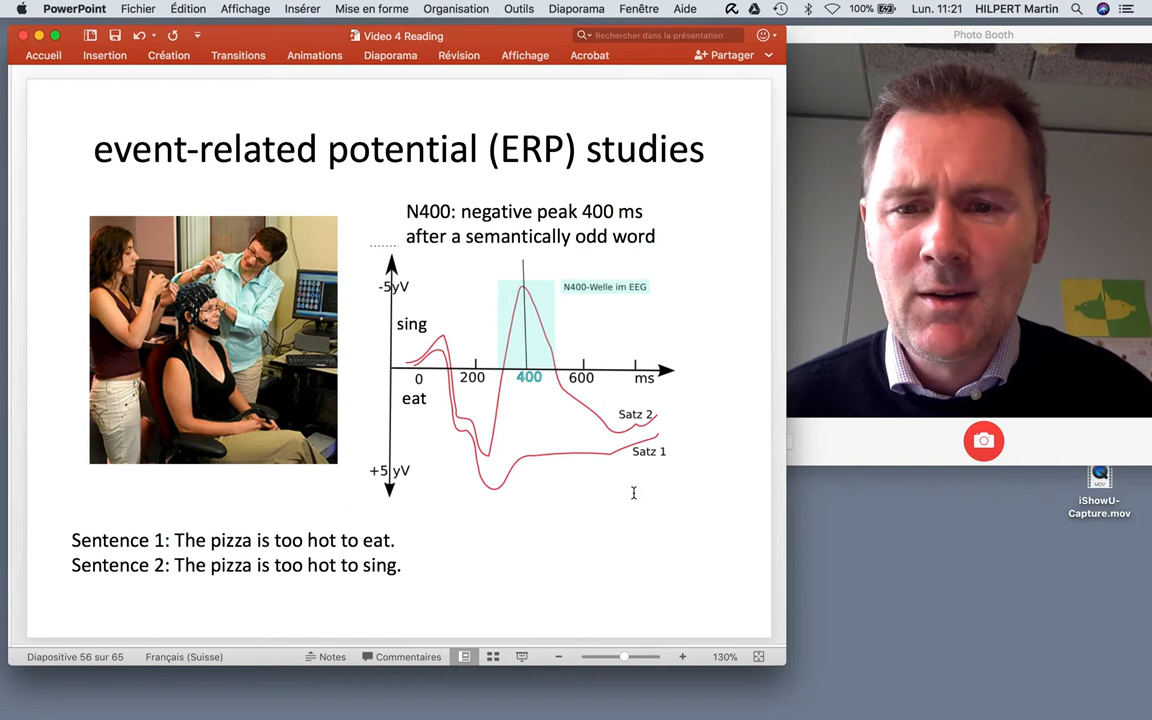 PowerPoint Fichier Édition Affichage Insérer Mise en forme Organisation Outils Diaporama Fenêtre Aide 100% Lun. 11:21 HILPERT Martin
Video 4 Reading
Rechercher dans la présentation
Accueil Insertion Création Transitions Animations Diaporama Révision Affichage Acrobat Partager
Photo Booth
event-related potential (ERP) studies
N400: negative peak 400 ms
after a semantically odd word
-5yV
N400-Welle im EEG
sing
0 200 400 600 ms
eat
Satz 2
Satz 1
+5 yV
Sentence 1: The pizza is too hot to eat.
Sentence 2: The pizza is too hot to sing.
Diapositive 56 sur 65 Français (Suisse) Notes Commentaires 130%
MOV
iShowU-
Capture.mov